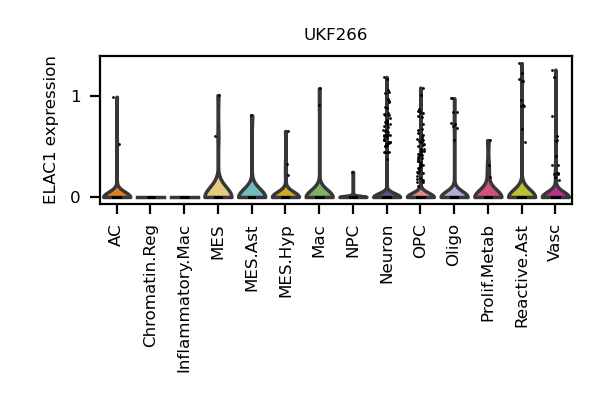 UKF266
ELAC1 expression
1
0
AC
Chromatin.Reg
Inflammatory.Mac
MES
MES.Ast
MES.Hyp
Mac
NPC
Neuron
OPC
Oligo
Prolif.Metab
Reactive.Ast
Vasc